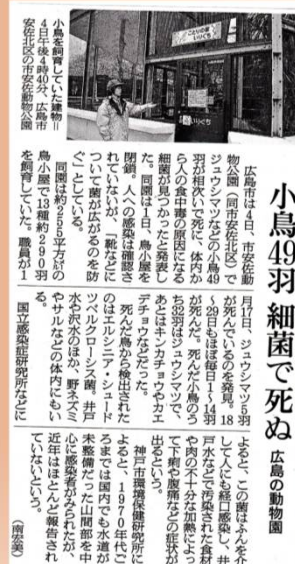 小鳥49羽 細菌で死ぬ
広島の動物園
小鳥を飼育していた建物=
4日午後4時40分、広島市
安佐北区の市安佐動物公園
ことりの家
いりぐち
広島市は4日、市安佐動
物公園(同市安佐北区)で
ジュウシマツなどの小鳥49
羽が相次いで死に、体内か
ら人の食中毒の原因になる
細菌が見つかったと発表し
た。同園は1日、鳥小屋を
閉鎖。人への感染は確認さ
れていないが、「靴などに
ついて菌が広がるのを防
ぐ」としている。
同園は約255平方㍍の
鳥小屋で13種約290羽
を飼育していた。職員が1
月17日、ジュウシマツ5羽
が死んでいるのを発見。18
〜29日もほぼ毎日1〜14羽
が死んだ。死んだ小鳥のう
ち32羽はジュウシマツで、
あとはキンカチョウやカエ
デチョウなどだった。
死んだ鳥から検出された
のはエルシニア・シュード
ツベルクローシス菌。井戸
水や沢水のほか、野ネズミ
やサルなどの体内にもい
る。
国立感染症研究所などに
よると、この菌はふんを介
して人にも経口感染し、井
戸水などで汚染された食材
や肉の不十分な加熱によっ
て下痢や腹痛などの症状が
出るという。
神戸市環境保健研究所に
よると、1970年代ご
ろまでは国内でも水道が
未整備だった山間部を中
心に感染者がみられたが、
近年はほとんど報告され
ていないという。
(南宏美)